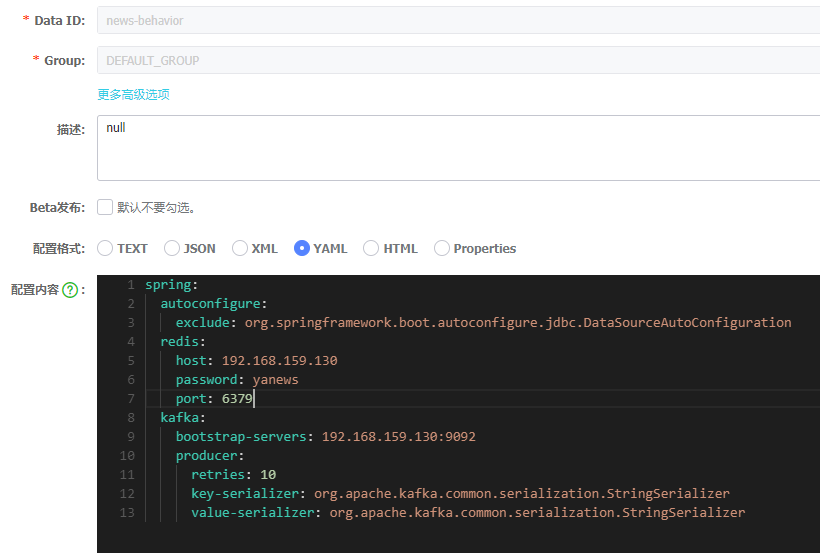 * Data ID: news-behavior
* Group: DEFAULT_GROUP
更多高级选项
描述: null
Beta发布: 默认不要勾选。
配置格式: TEXT JSON XML YAML HTML Properties
配置内容 ? :
1 spring:
2 autoconfigure:
3 exclude: org.springframework.boot.autoconfigure.jdbc.DataSourceAutoConfiguration
4 redis:
5 host: 192.168.159.130
6 password: yanews
7 port: 6379
8 kafka:
9 bootstrap-servers: 192.168.159.130:9092
10 producer:
11 retries: 10
12 key-serializer: org.apache.kafka.common.serialization.StringSerializer
13 value-serializer: org.apache.kafka.common.serialization.StringSerializer